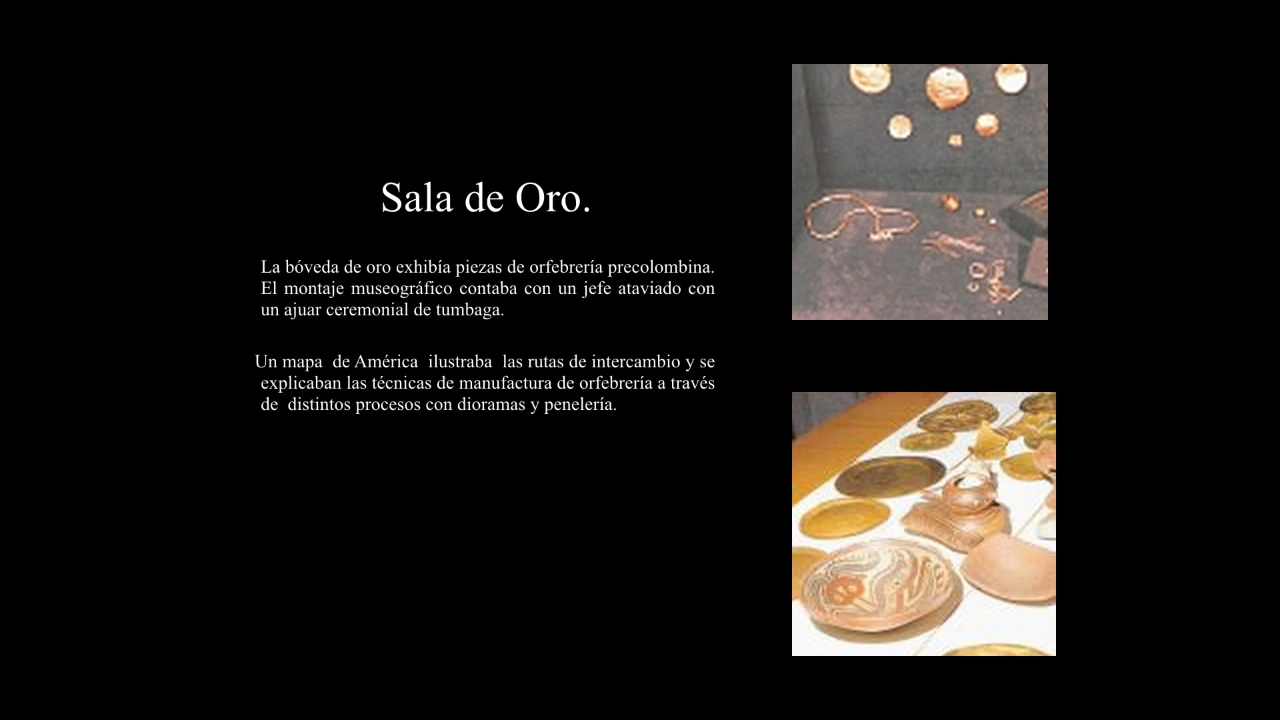 Sala de Oro.
La bóveda de oro exhibía piezas de orfebrería precolombina.
El montaje museográfico contaba con un jefe ataviado con
un ajuar ceremonial de tumbaga.
Un mapa de América ilustraba las rutas de intercambio y se
explicaban las técnicas de manufactura de orfebrería a través
de distintos procesos con dioramas y penelería.